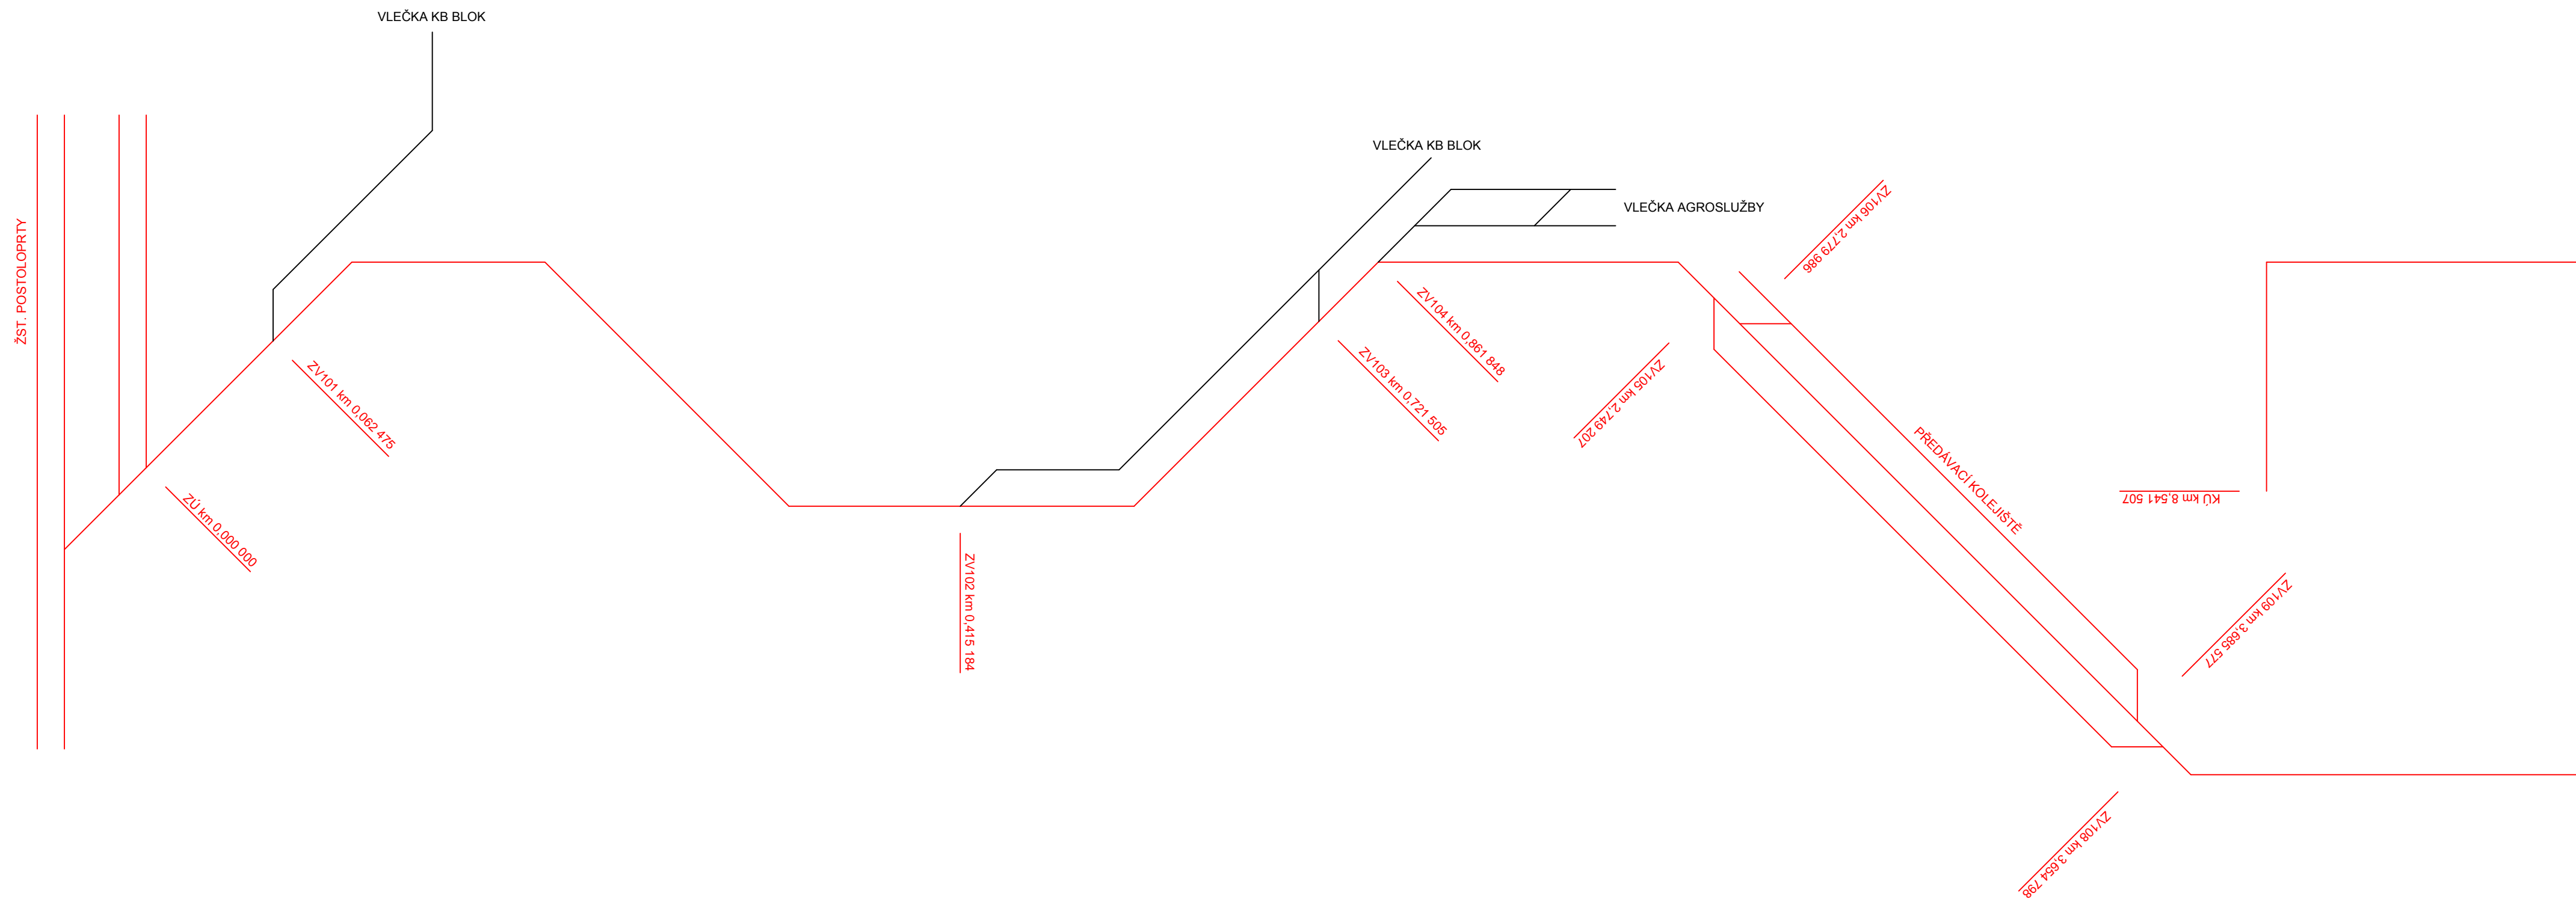 VLEČKA KB BLOK
ŽST. POSTOLOPRTY
ZV101 km 0,062 475
ZÚ km 0,000 000
ZV102 km 0,415 184
VLEČKA KB BLOK
VLEČKA AGROSLUŽBY
ZV104 km 0,861 848
ZV103 km 0,721 505
ZV105 km 2,749 207
ZV106 km 2,779 986
PŘEDÁVACÍ KOLEJIŠTĚ
KÚ km 8,541 507
ZV109 km 3,685 577
ZV108 km 3,654 798